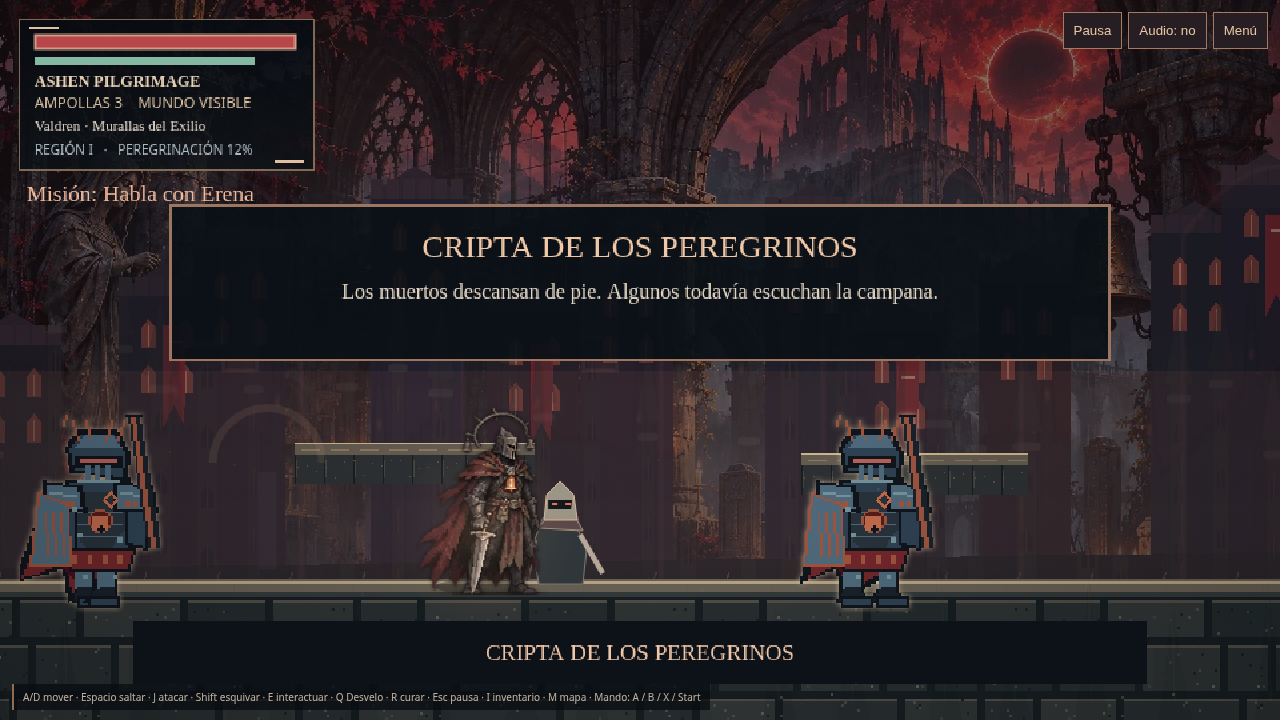 Pausa
Audio: no
Menú
ASHEN PILGRIMAGE
AMPOLLAS 3 MUNDO VISIBLE
Valdren · Murallas del Exilio
REGIÓN I · PEREGRINACIÓN 12%
Misión: Habla con Erena
CRIPTA DE LOS PEREGRINOS
Los muertos descansan de pie. Algunos todavía escuchan la campana.
CRIPTA DE LOS PEREGRINOS
A/D mover · Espacio saltar · J atacar · Shift esquivar · E interactuar · Q Desvelo · R curar · Esc pausa · I inventario · M mapa · Mando: A / B / X / Start